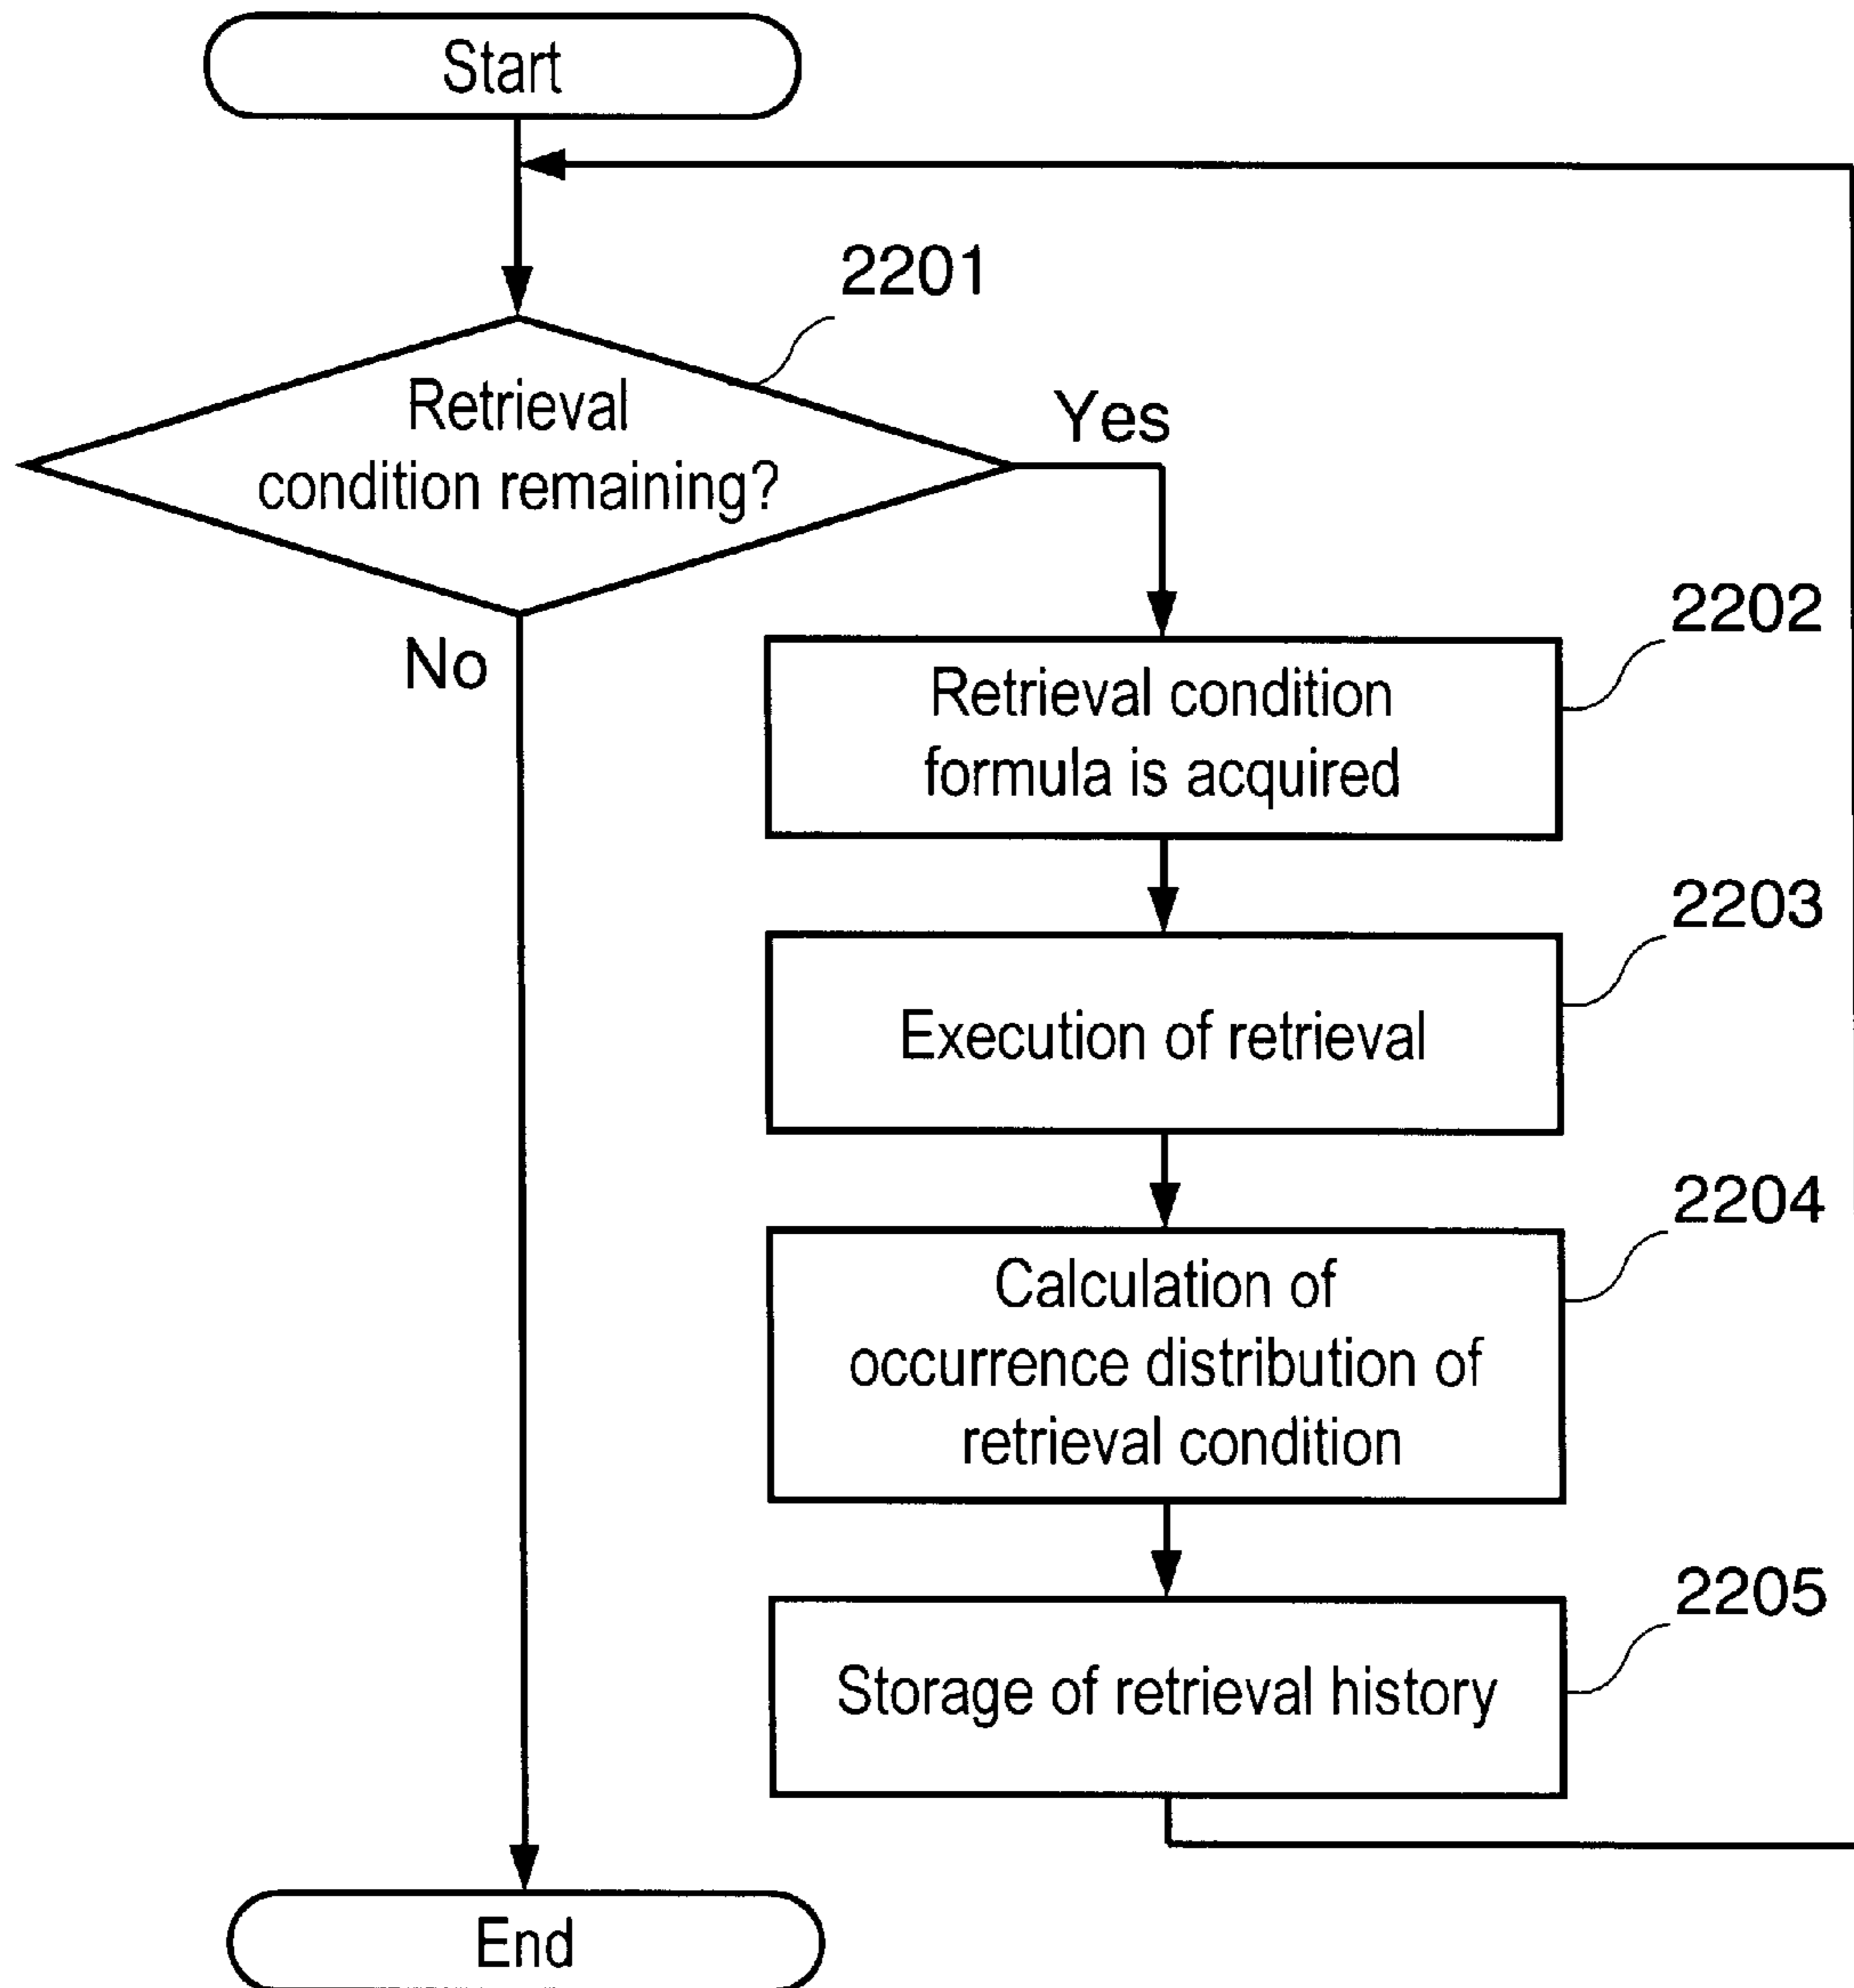 Start
2201
Retrieval
condition remaining?
Yes
No
2202
Retrieval condition
formula is acquired
2203
Execution of retrieval
2204
Calculation of
occurrence distribution of
retrieval condition
2205
Storage of retrieval history
End